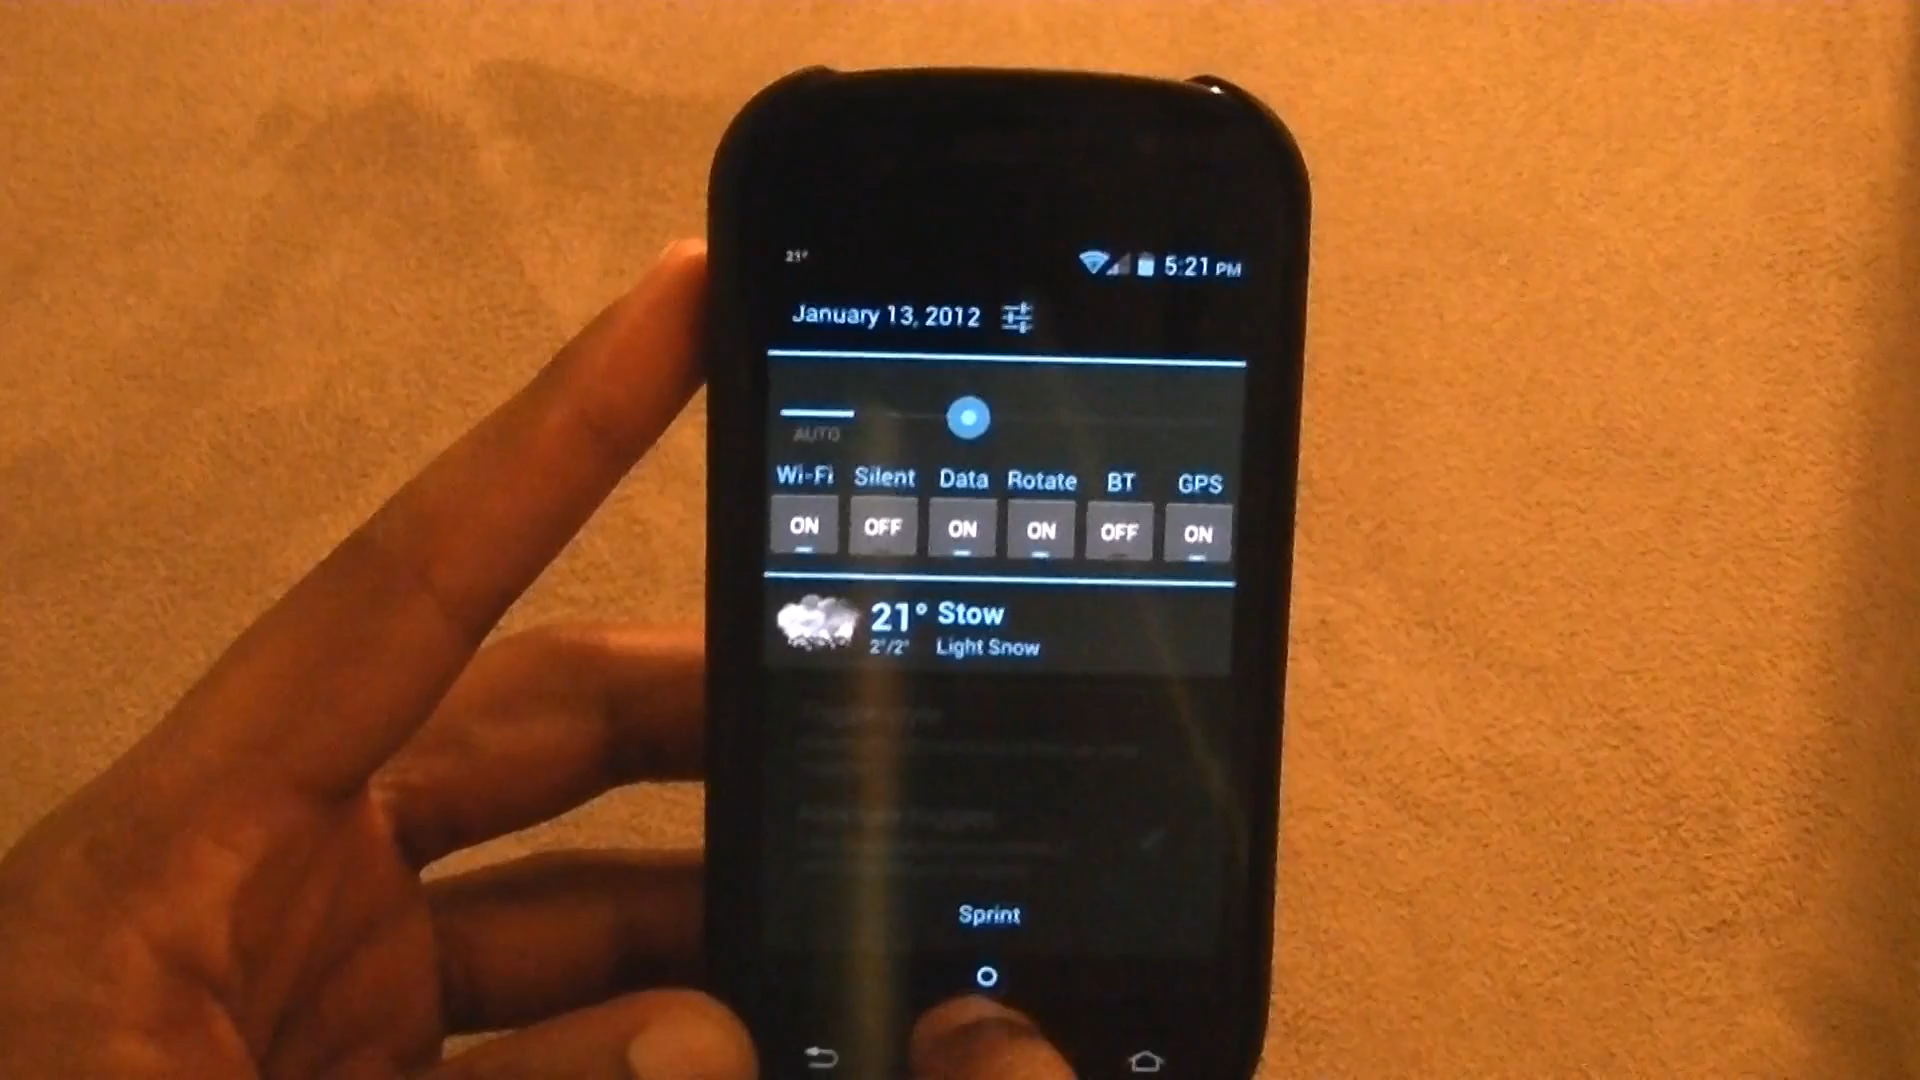 21°
5:21 PM
January 13, 2012
AUTO
Wi-Fi Silent Data Rotate BT GPS
ON OFF ON ON OFF ON
21° Stow
2°/2° Light Snow
Sprint